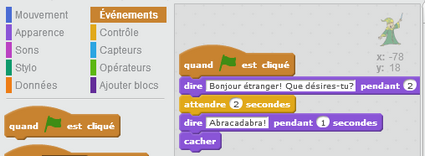 Mouvement
Événements
Apparence
Contrôle
Sons
Capteurs
Stylo
Opérateurs
Données
Ajouter blocs
quand est cliqué
quand est cliqué
dire Bonjour étranger! Que désires-tu? pendant 2
attendre 2 secondes
dire Abracadabra! pendant 1 secondes
cacher
x: -78
y: 18